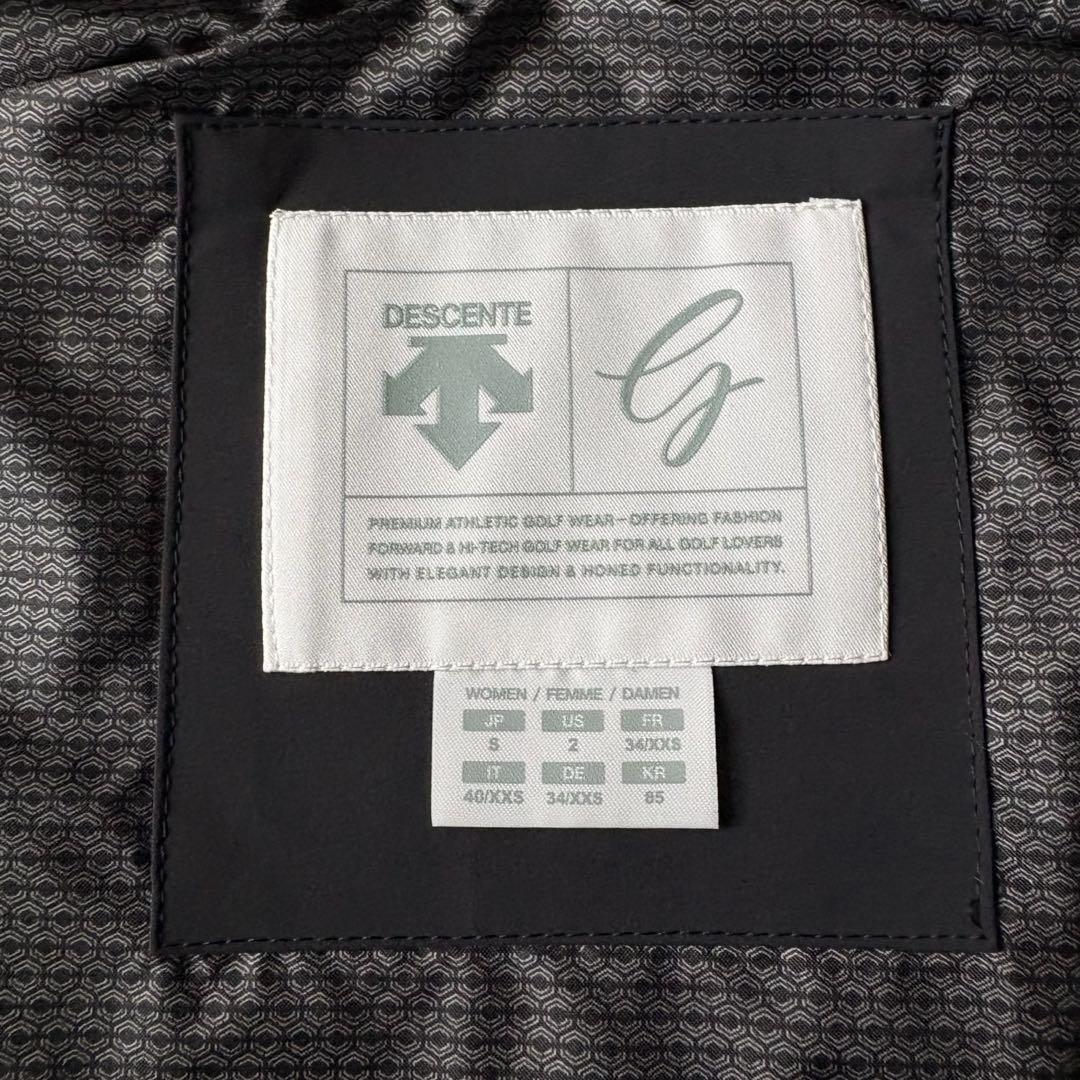 DESCENTE
G
PREMIUM ATHLETIC GOLF WEAR – OFFERING FASHION
FORWARD & HI-TECH GOLF WEAR FOR ALL GOLF LOVERS
WITH ELEGANT DESIGN & HONED FUNCTIONALITY.
WOMEN / FEMME / DAMEN
JP US FR
S 2 34/XXS
IT DE KR
40/XXS 34/XXS 85